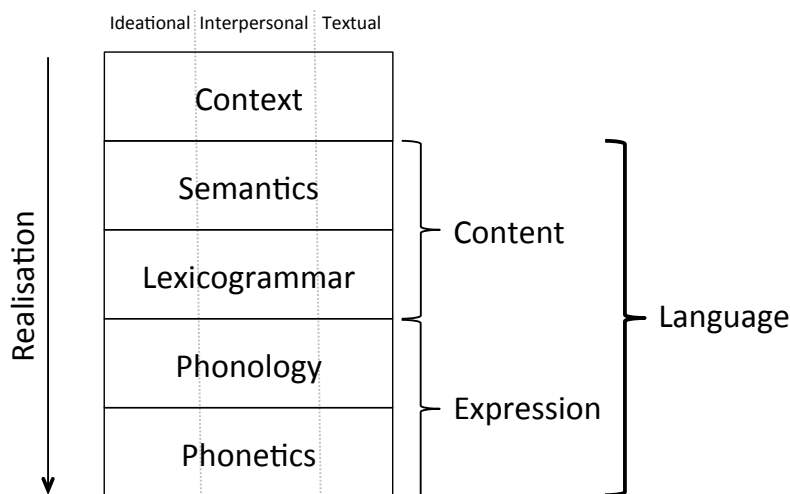 Ideational Interpersonal Textual
Context
Semantics
Content
Lexicogrammar
Realisation
Language
Phonology
Expression
Phonetics